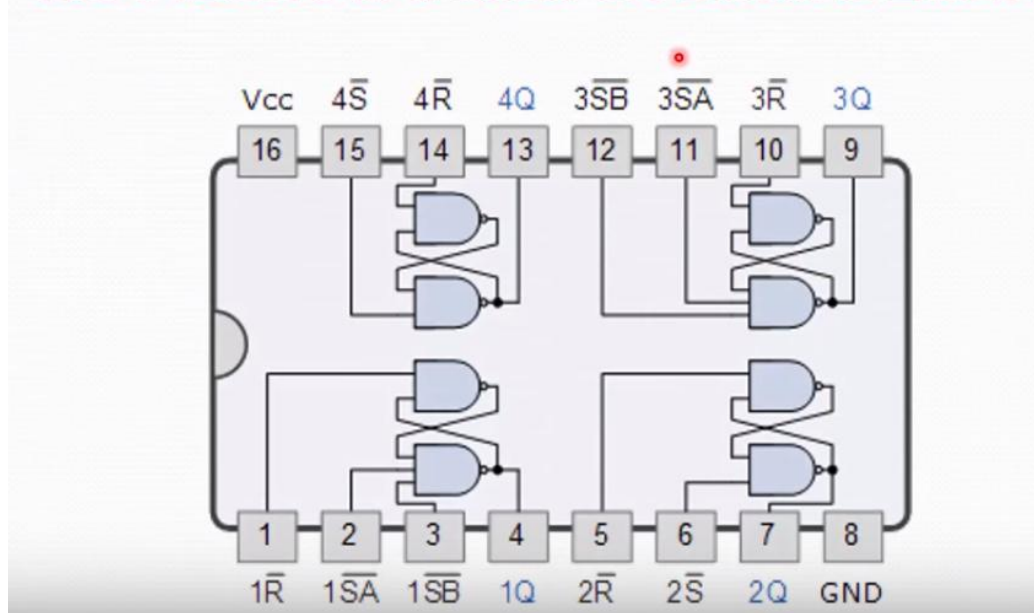 Vcc 4S̅ 4R̅ 4Q 3S̅B̅ 3S̅A̅ 3R̅ 3Q
16 15 14 13 12 11 10 9
1 2 3 4 5 6 7 8
1R̅ 1S̅A̅ 1S̅B̅ 1Q 2R̅ 2S̅ 2Q GND